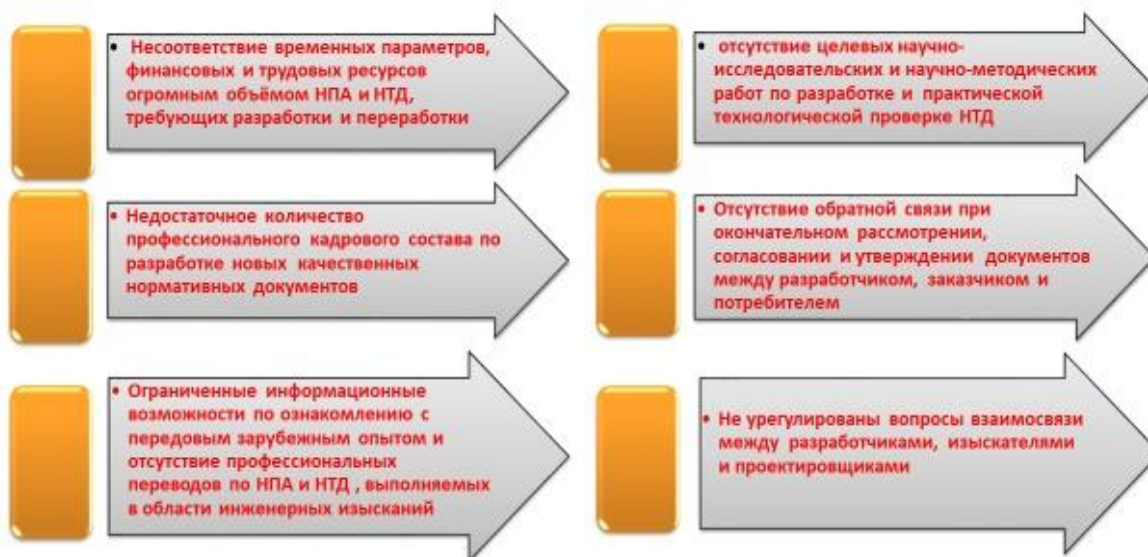 • Несоответствие временных параметров,
финансовых и трудовых ресурсов
огромным объёмом НПА и НТД,
требующих разработки и переработки
• отсутствие целевых научно-
исследовательских и научно-методических
работ по разработке и практической
технологической проверке НТД
• Недостаточное количество
профессионального кадрового состава по
разработке новых качественных
нормативных документов
• Отсутствие обратной связи при
окончательном рассмотрении,
согласовании и утверждении документов
между разработчиком, заказчиком и
потребителем
• Ограниченные информационные
возможности по ознакомлению с
передовым зарубежным опытом и
отсутствие профессиональных
переводов по НПА и НТД , выполняемых
в области инженерных изысканий
• Не урегулированы вопросы взаимосвязи
между разработчиками, изыскателями
и проектировщиками